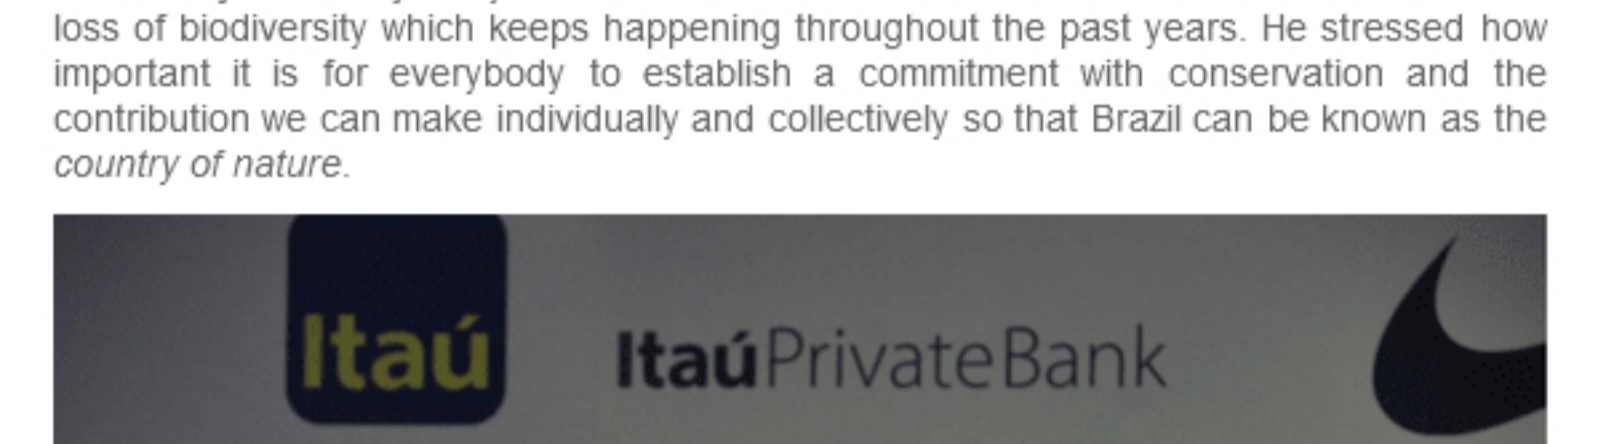 loss of biodiversity which keeps happening throughout the past years. He stressed how
important it is for everybody to establish a commitment with conservation and the
contribution we can make individually and collectively so that Brazil can be known as the
country of nature.
Itaú ItaúPrivateBank